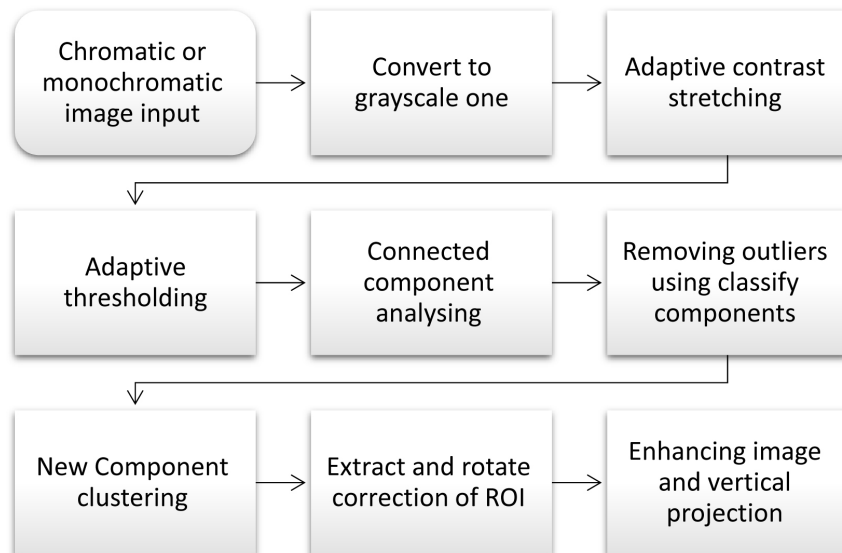 Chromatic or
monochromatic
image input
Convert to
grayscale one
Adaptive contrast
stretching
Adaptive
thresholding
Connected
component
analysing
Removing outliers
using classify
components
New Component
clustering
Extract and rotate
correction of ROI
Enhancing image
and vertical
projection